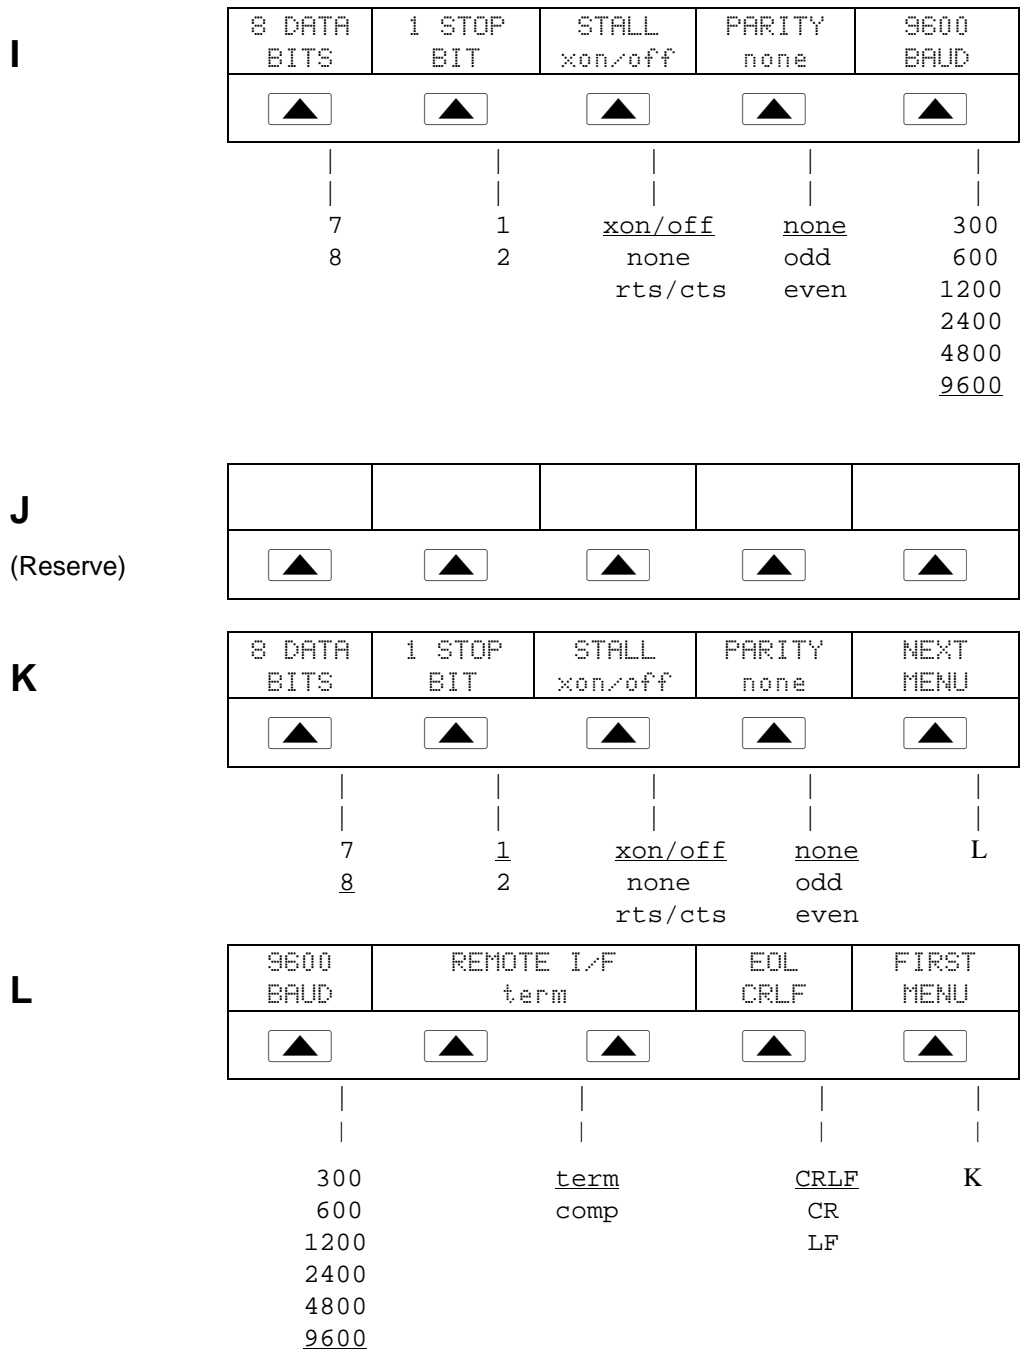 I
8 DATA 1 STOP STALL PARITY 9600
BITS BIT xon/off none BAUD
7 1 xon/off none 300
8 2 none odd 600
rts/cts even 1200
2400
4800
9600
J
(Reserve)
K
8 DATA 1 STOP STALL PARITY NEXT
BITS BIT xon/off none MENU
7 1 xon/off none L
8 2 none odd
rts/cts even
L
9600 REMOTE I/F EOL FIRST
BAUD term CRLF MENU
300 term CRLF K
600 comp CR
1200 LF
2400
4800
9600